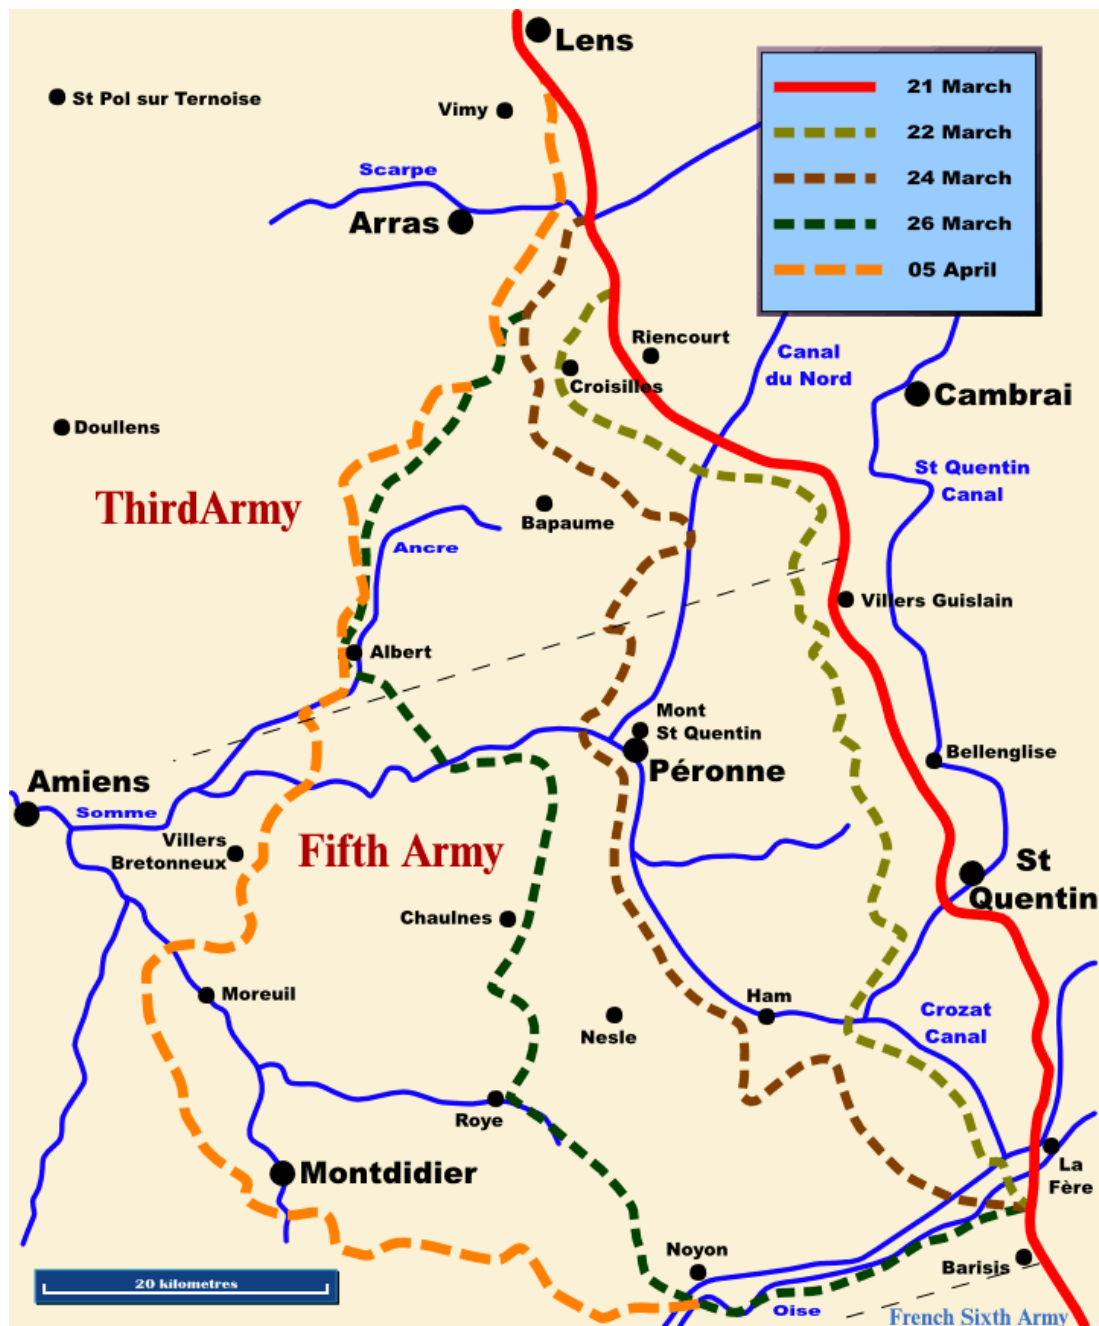 Lens
St Pol sur Ternoise
Vimy
21 March
22 March
24 March
26 March
05 April
Scarpe
Arras
Riencourt
Canal
du Nord
Croisilles
Cambrai
Doullens
St Quentin
Canal
ThirdArmy
Bapaume
Ancre
Villers Guislain
Albert
Mont
St Quentin
Bellenglise
Péronne
Amiens
Somme
Villers
Bretonneux
Fifth Army
St
Quentin
Chaulnes
Moreuil
Ham
Crozat
Canal
Nesle
Roye
La
Fère
Montdidier
Noyon
Barisis
20 kilometres
Oise
French Sixth Army